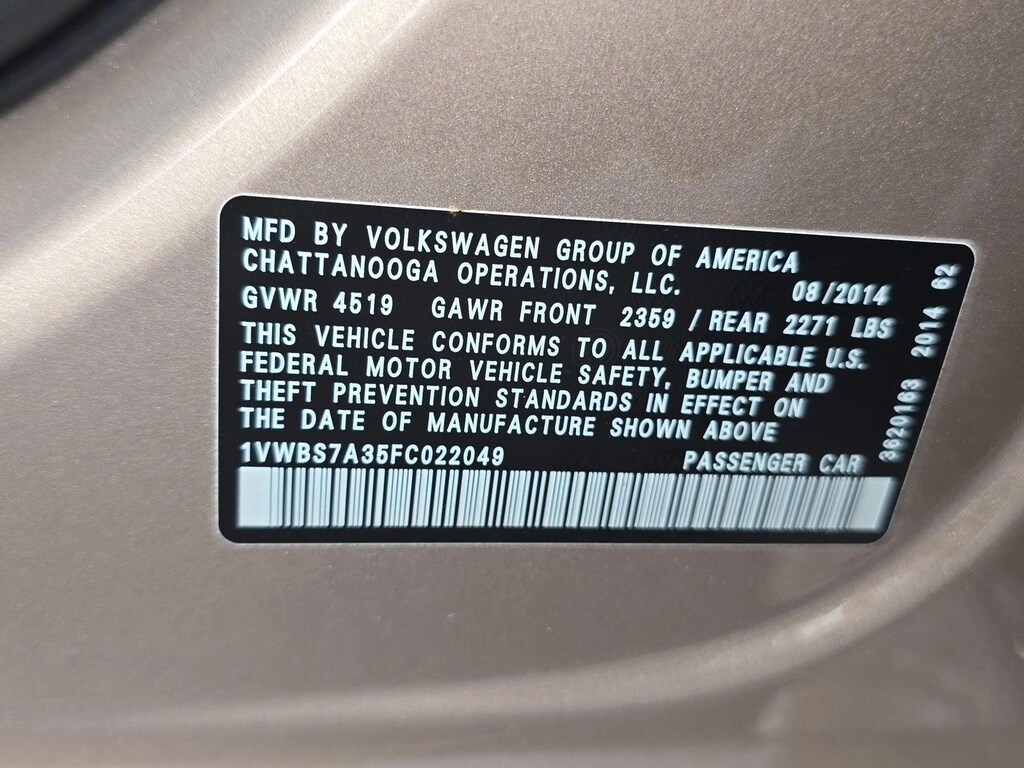 MFD BY VOLKSWAGEN GROUP OF AMERICA
CHATTANOOGA OPERATIONS, LLC. 08/2014
GVWR 4519 GAWR FRONT 2359 / REAR 2271 LBS
THIS VEHICLE CONFORMS TO ALL APPLICABLE U.S.
FEDERAL MOTOR VEHICLE SAFETY, BUMPER AND
THEFT PREVENTION STANDARDS IN EFFECT ON
THE DATE OF MANUFACTURE SHOWN ABOVE
1VWBS7A35FC022049 PASSENGER CAR
3620163 2014 62